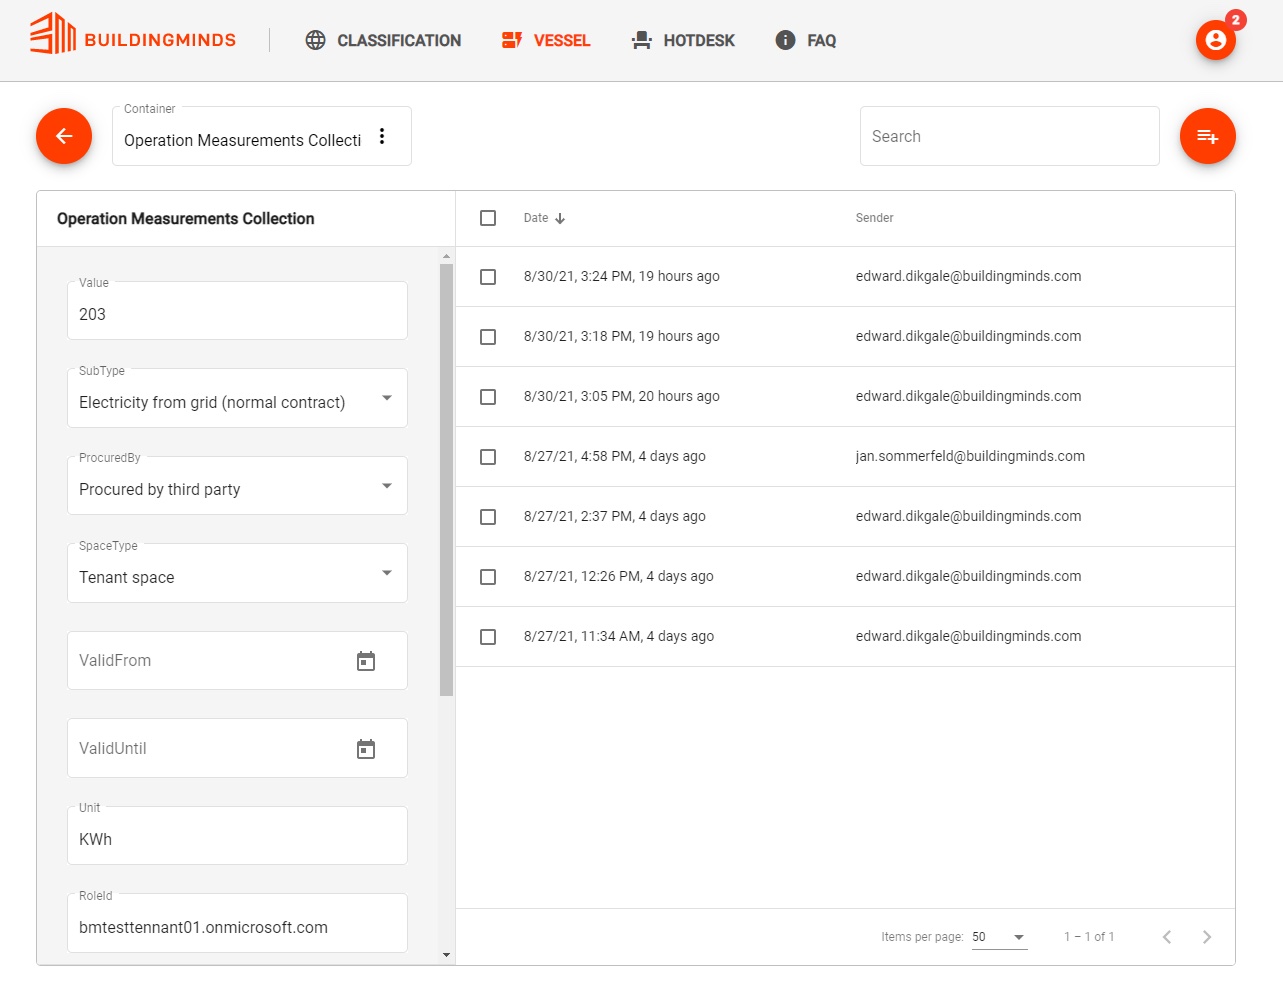 BUILDINGMINDS
CLASSIFICATION
VESSEL
HOTDESK
FAQ
2
Container
Operation Measurements Collecti
Search
Operation Measurements Collection
Value
203
SubType
Electricity from grid (normal contract)
ProcuredBy
Procured by third party
SpaceType
Tenant space
ValidFrom
ValidUntil
Unit
KWh
RoleId
bmtesttennant01.onmicrosoft.com
Date Sender
8/30/21, 3:24 PM, 19 hours ago edward.dikgale@buildingminds.com
8/30/21, 3:18 PM, 19 hours ago edward.dikgale@buildingminds.com
8/30/21, 3:05 PM, 20 hours ago edward.dikgale@buildingminds.com
8/27/21, 4:58 PM, 4 days ago jan.sommerfeld@buildingminds.com
8/27/21, 2:37 PM, 4 days ago edward.dikgale@buildingminds.com
8/27/21, 12:26 PM, 4 days ago edward.dikgale@buildingminds.com
8/27/21, 11:34 AM, 4 days ago edward.dikgale@buildingminds.com
Items per page: 50 1 – 1 of 1